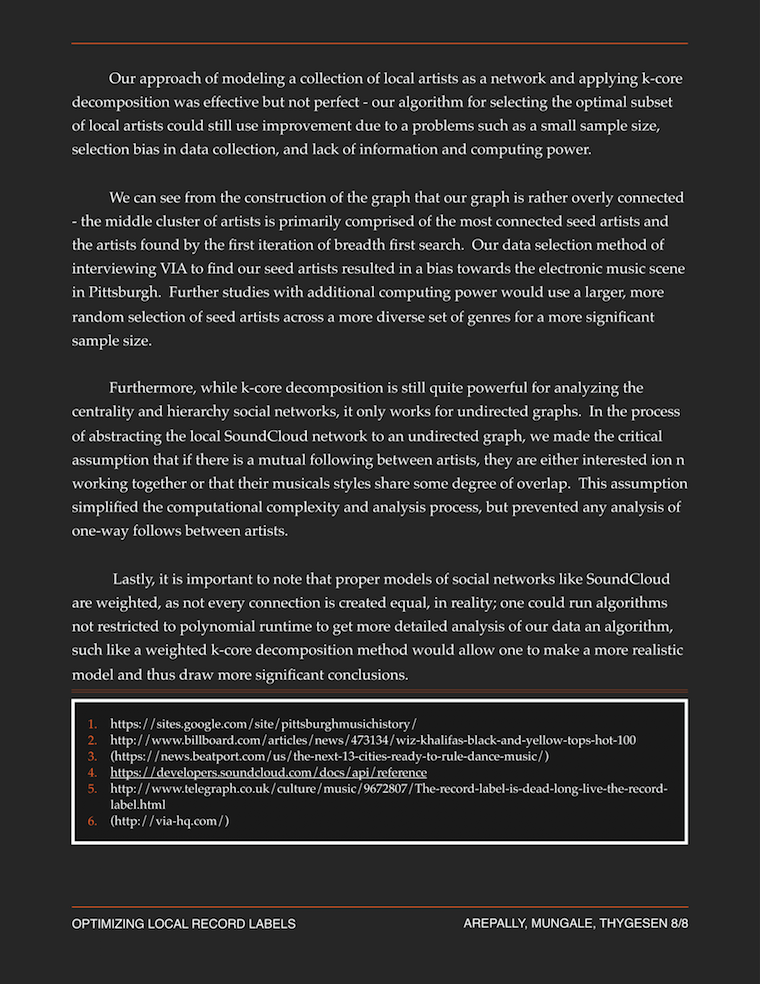 Our approach of modeling a collection of local artists as a network and applying k-core
decomposition was effective but not perfect - our algorithm for selecting the optimal subset
of local artists could still use improvement due to a problems such as a small sample size,
selection bias in data collection, and lack of information and computing power.
We can see from the construction of the graph that our graph is rather overly connected
- the middle cluster of artists is primarily comprised of the most connected seed artists and
the artists found by the first iteration of breadth first search. Our data selection method of
interviewing VIA to find our seed artists resulted in a bias towards the electronic music scene
in Pittsburgh. Further studies with additional computing power would use a larger, more
random selection of seed artists across a more diverse set of genres for a more significant
sample size.
Furthermore, while k-core decomposition is still quite powerful for analyzing the
centrality and hierarchy social networks, it only works for undirected graphs. In the process
of abstracting the local SoundCloud network to an undirected graph, we made the critical
assumption that if there is a mutual following between artists, they are either interested ion n
working together or that their musicals styles share some degree of overlap. This assumption
simplified the computational complexity and analysis process, but prevented any analysis of
one-way follows between artists.
Lastly, it is important to note that proper models of social networks like SoundCloud
are weighted, as not every connection is created equal, in reality; one could run algorithms
not restricted to polynomial runtime to get more detailed analysis of our data an algorithm,
such like a weighted k-core decomposition method would allow one to make a more realistic
model and thus draw more significant conclusions.
1. https://sites.google.com/site/pittsburghmusichistory/
2. http://www.billboard.com/articles/news/473134/wiz-khalifas-black-and-yellow-tops-hot-100
3. (https://news.beatport.com/us/the-next-13-cities-ready-to-rule-dance-music/)
4. https://developers.soundcloud.com/docs/api/reference
5. http://www.telegraph.co.uk/culture/music/9672807/The-record-label-is-dead-long-live-the-record-
label.html
6. (http://via-hq.com/)
OPTIMIZING LOCAL RECORD LABELS
AREPALLY, MUNGALE, THYGESEN 8/8